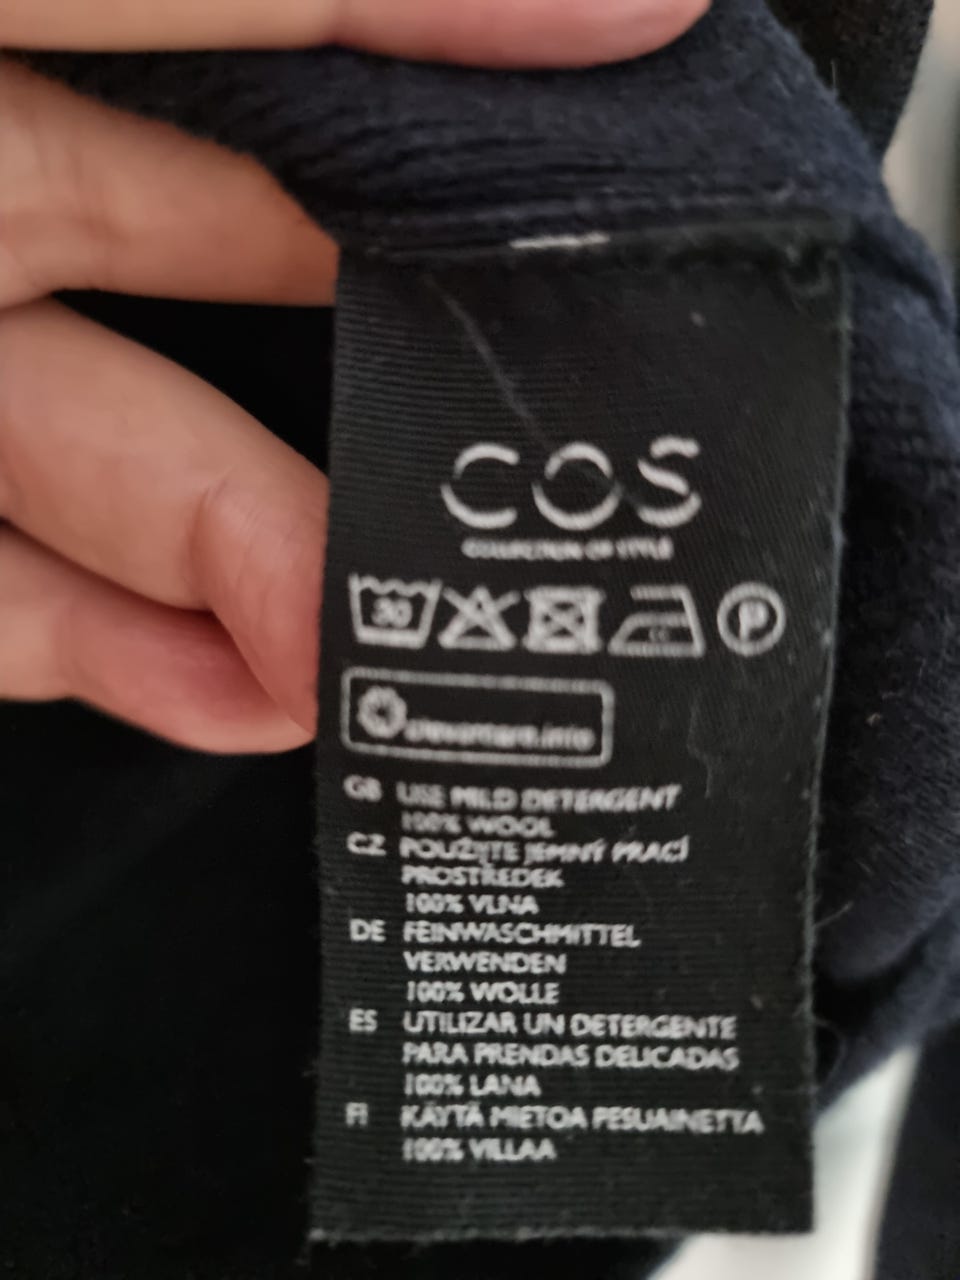 COS
COLLECTION OF STYLE
30
P
clevercare.info
GB USE MILD DETERGENT
100% WOOL
CZ POUŽIJTE JEMNÝ PRACÍ
PROSTŘEDEK
100% VLNA
DE FEINWASCHMITTEL
VERWENDEN
100% WOLLE
ES UTILIZAR UN DETERGENTE
PARA PRENDAS DELICADAS
100% LANA
FI KÄYTÄ MIETOA PESUAINETTA
100% VILLAA